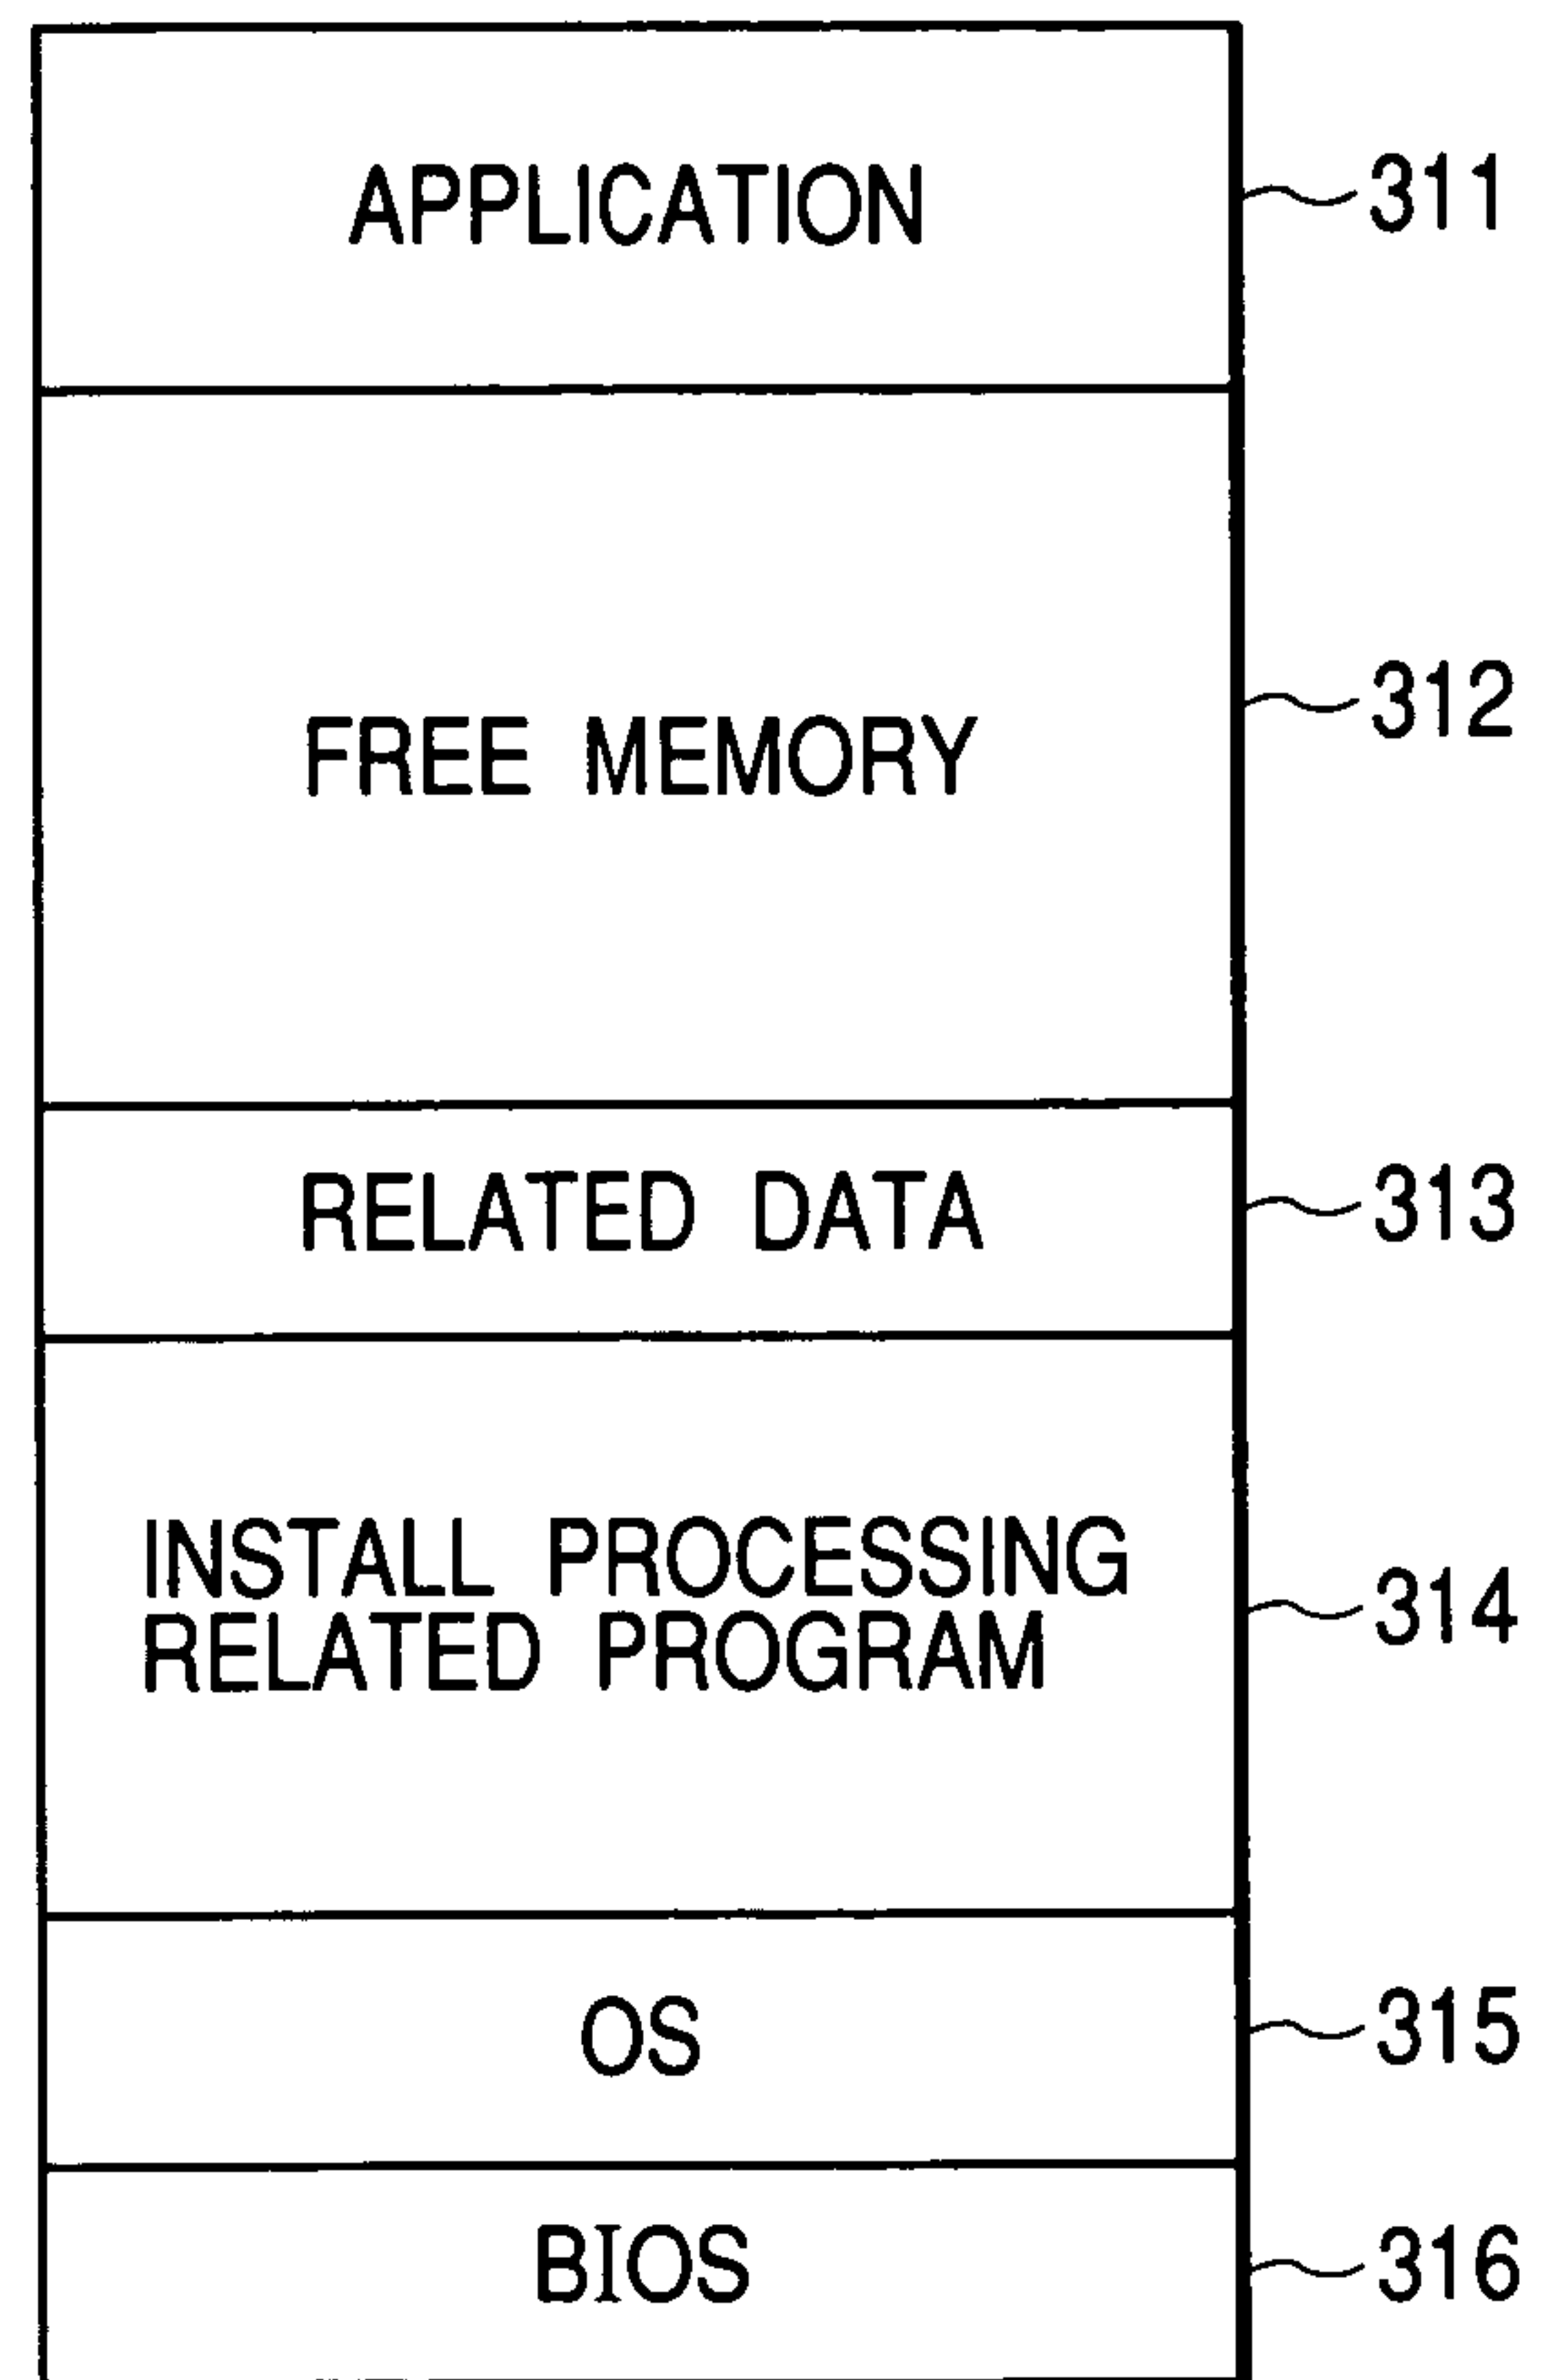 APPLICATION
311
FREE MEMORY
312
RELATED DATA
313
INSTALL PROCESSING
RELATED PROGRAM
314
OS
315
BIOS
316